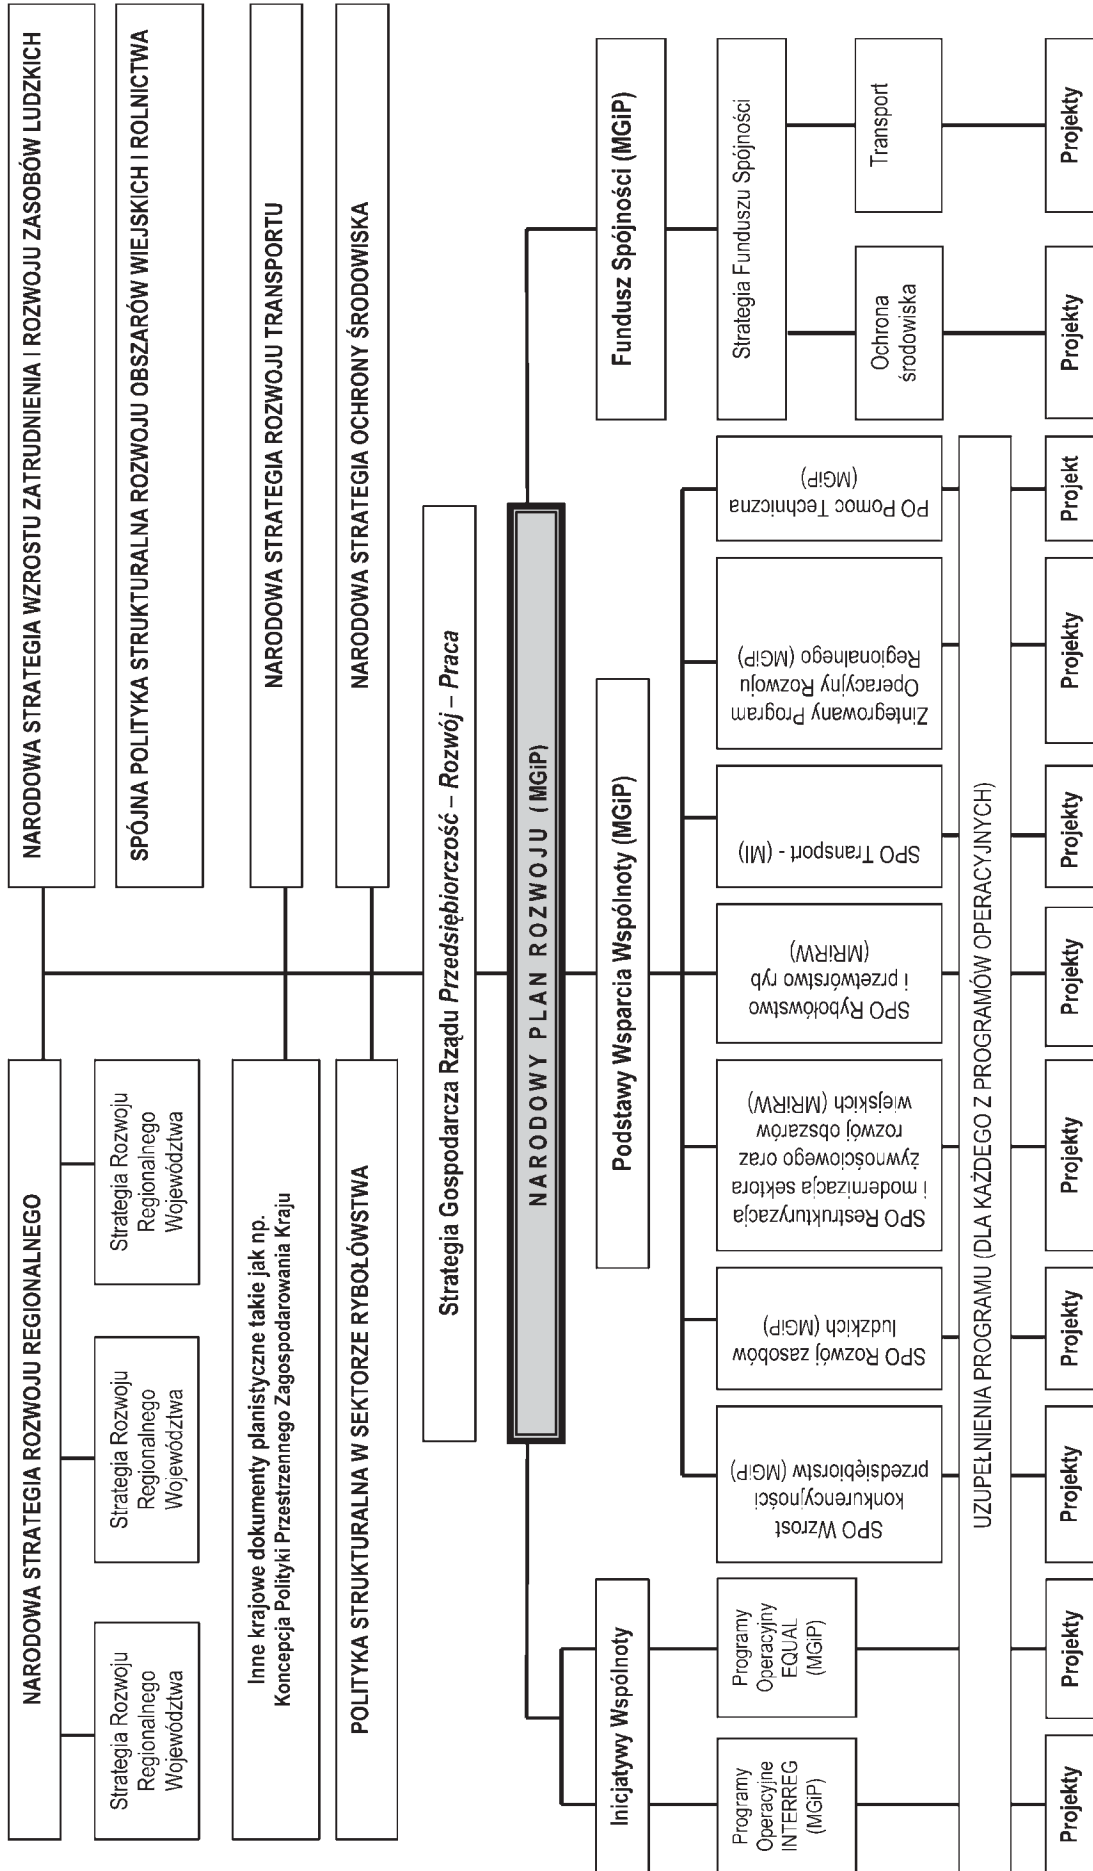 NARODOWA STRATEGIA ROZWOJU REGIONALNEGO
Strategia Rozwoju
Regionalnego
Województwa
Strategia Rozwoju
Regionalnego
Województwa
Strategia Rozwoju
Regionalnego
Województwa
NARODOWA STRATEGIA WZROSTU ZATRUDNIENIA I ROZWOJU ZASOBÓW LUDZKICH
SPÓJNA POLITYKA STRUKTURALNA ROZWOJU OBSZARÓW WIEJSKICH I ROLNICTWA
Inne krajowe dokumenty planistyczne takie jak np.
Koncepcja Polityki Przestrzennego Zagospodarowania Kraju
NARODOWA STRATEGIA ROZWOJU TRANSPORTU
POLITYKA STRUKTURALNA W SEKTORZE RYBOŁÓWSTWA
NARODOWA STRATEGIA OCHRONY ŚRODOWISKA
Strategia Gospodarcza Rządu Przedsiębiorczość – Rozwój – Praca
NARODOWY PLAN ROZWOJU (MGiP)
Inicjatywy Wspólnoty
Podstawy Wsparcia Wspólnoty (MGiP)
Fundusz Spójności (MGiP)
Programy
Operacyjne
INTERREG
(MGiP)
Programy
Operacyjny
EQUAL
(MGiP)
SPO Wzrost
konkurencyjności
przedsiębiorstw (MGiP)
SPO Rozwój zasobów
ludzkich (MGiP)
SPO Restrukturyzacja
i modernizacja sektora
żywnościowego oraz
rozwój obszarów
wiejskich (MRiRW)
SPO Rybołówstwo
i przetwórstwo ryb
(MRiRW)
SPO Transport - (MI)
Zintegrowany Program
Operacyjny Rozwoju
Regionalnego (MGiP)
PO Pomoc Techniczna
(MGiP)
Strategia Funduszu Spójności
Ochrona
środowiska
Transport
UZUPEŁNIENIA PROGRAMU (DLA KAŻDEGO Z PROGRAMÓW OPERACYJNYCH)
Projekty
Projekty
Projekty
Projekty
Projekty
Projekty
Projekty
Projekty
Projekt
Projekty
Projekty